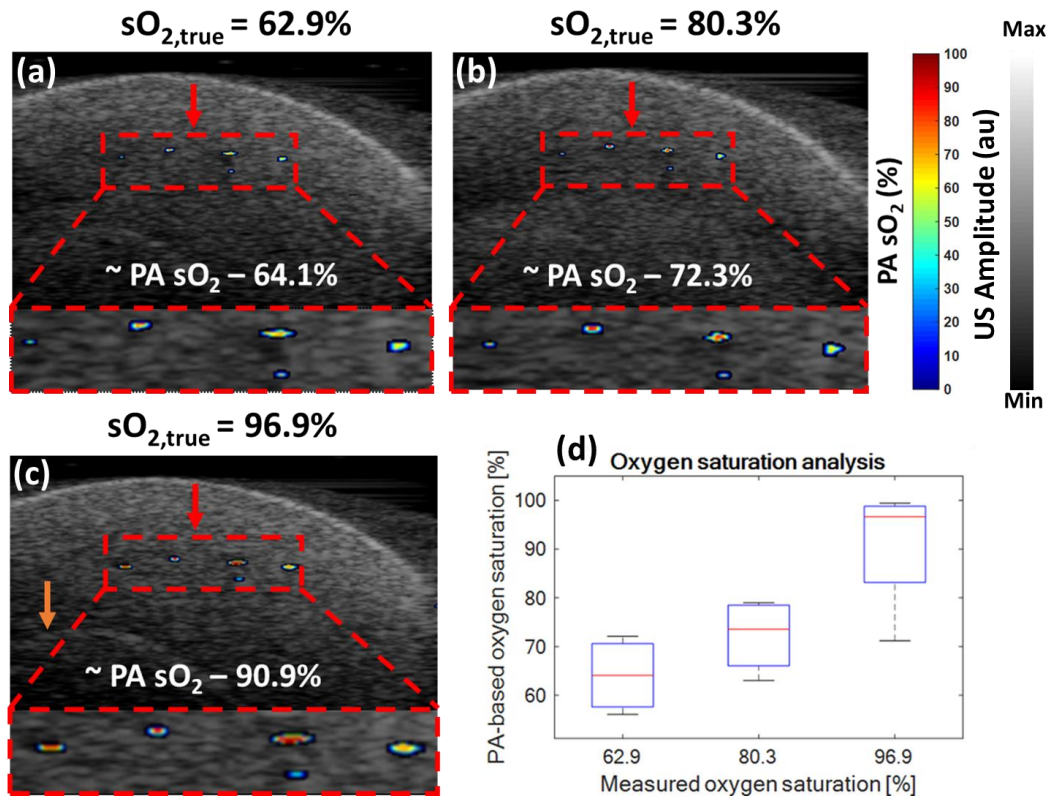 sO2,true = 62.9%
sO2,true = 80.3%
(a)
~ PA sO2 – 64.1%
(b)
~ PA sO2 – 72.3%
100
90
80
70
60
50
40
30
20
10
0
PA sO2 (%)
US Amplitude (au)
Max
Min
sO2,true = 96.9%
(c)
~ PA sO2 – 90.9%
(d)
Oxygen saturation analysis
PA-based oxygen saturation [%]
100
90
80
70
60
62.9
80.3
96.9
Measured oxygen saturation [%]